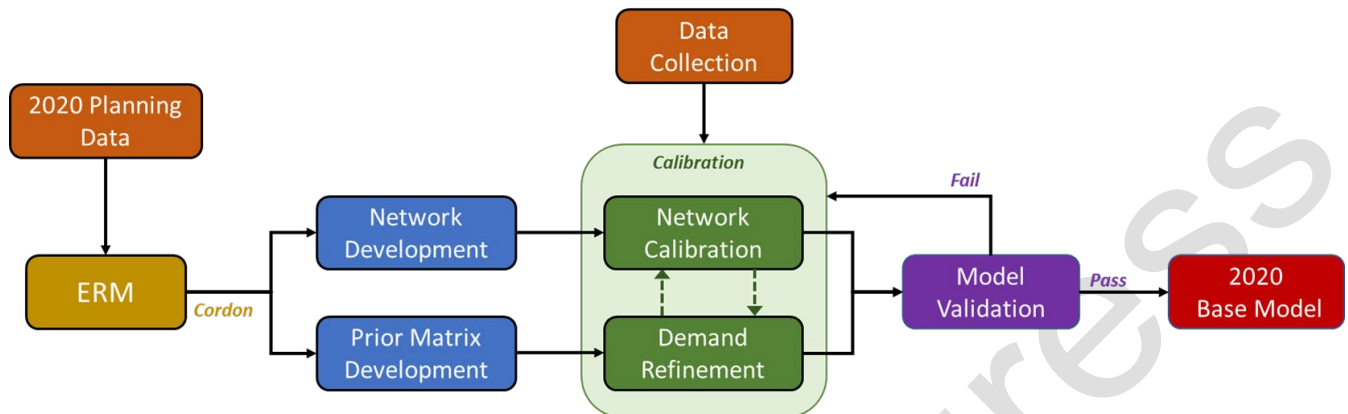 Data
Collection
2020 Planning
Data
Calibration
Fail
Network
Development
Network
Calibration
ERM
Cordon
Model
Validation
Pass
2020
Base Model
Prior Matrix
Development
Demand
Refinement
ress